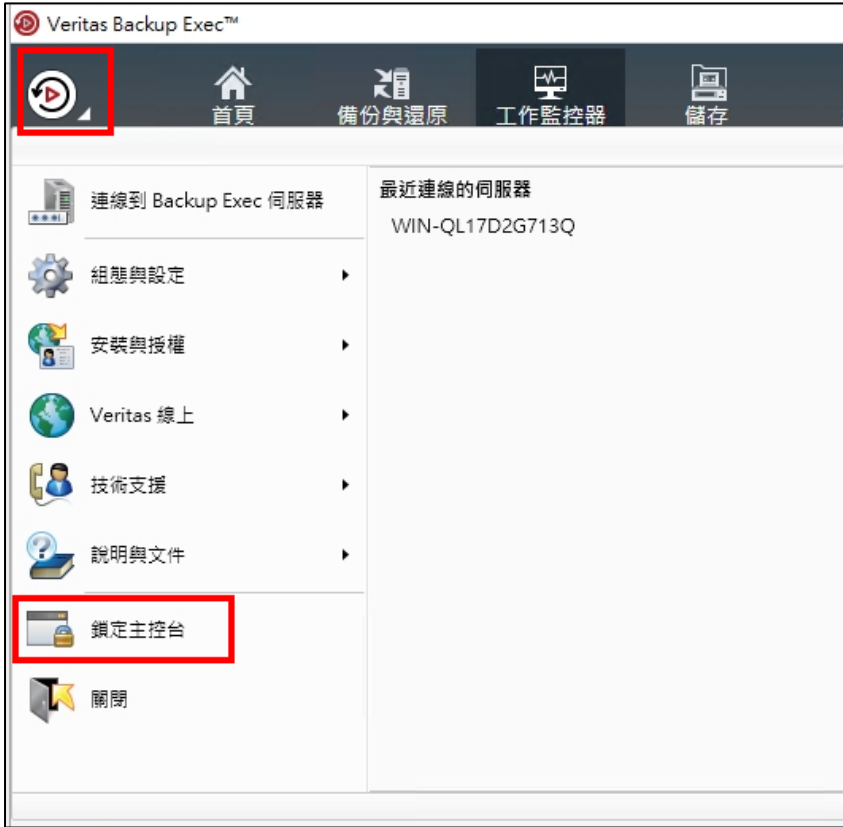 Veritas Backup Exec™
首頁
備份與還原
工作監控器
儲存
連線到 Backup Exec 伺服器
組態與設定
安裝與授權
Veritas 線上
技術支援
說明與文件
鎖定主控台
關閉
最近連線的伺服器
WIN-QL17D2G713Q